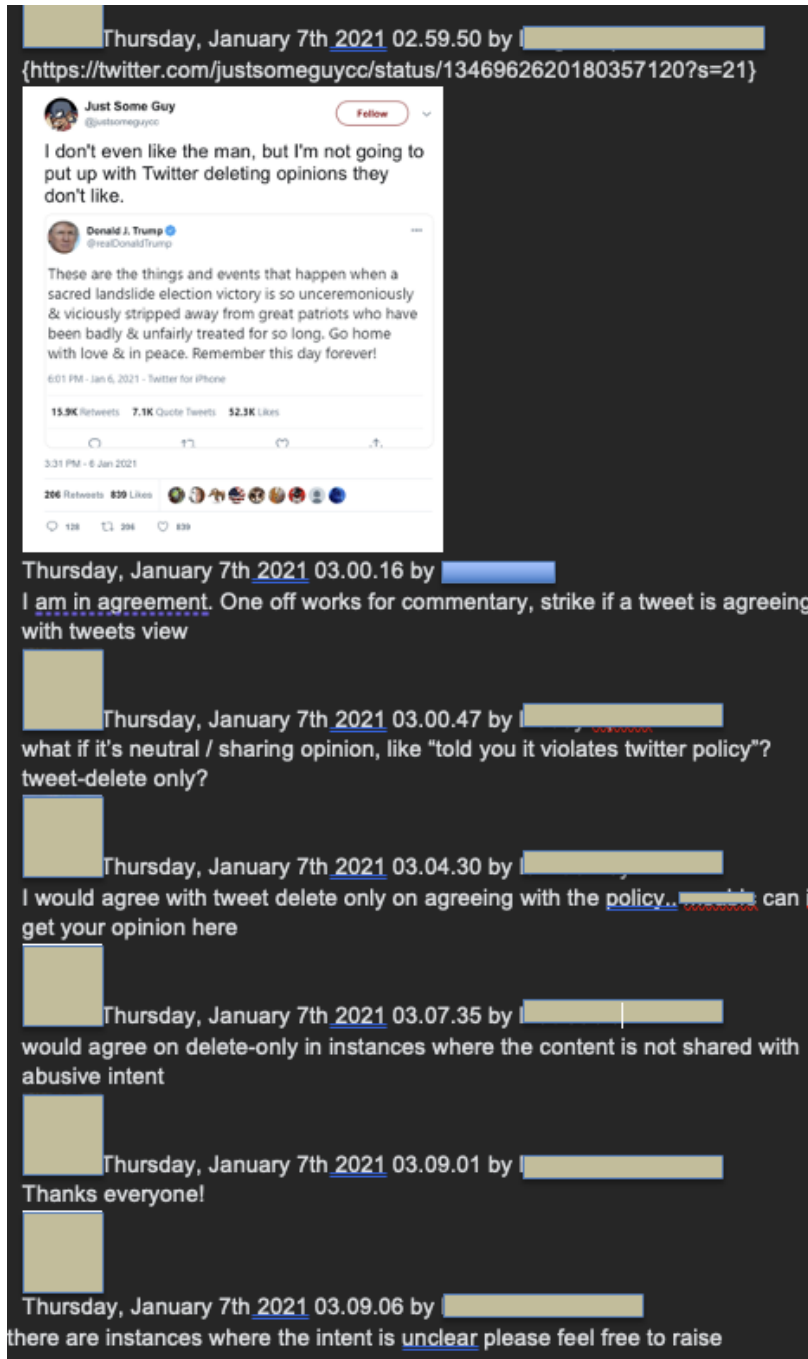 Thursday, January 7th 2021 02.59.50 by
{https://twitter.com/justsomeguycc/status/1346962620180357120?s=21}
Just Some Guy
@justsomeguycc
Follow
I don't even like the man, but I'm not going to
put up with Twitter deleting opinions they
don't like.
Donald J. Trump
@realDonaldTrump
These are the things and events that happen when a
sacred landslide election victory is so unceremoniously
& viciously stripped away from great patriots who have
been badly & unfairly treated for so long. Go home
with love & in peace. Remember this day forever!
6:01 PM - Jan 6, 2021 - Twitter for iPhone
15.9K Retweets 7.1K Quote Tweets 52.3K Likes
3:31 PM - 6 Jan 2021
206 Retweets 839 Likes
128 206 839
Thursday, January 7th 2021 03.00.16 by
I am in agreement. One off works for commentary, strike if a tweet is agreeing
with tweets view
Thursday, January 7th 2021 03.00.47 by
what if it's neutral / sharing opinion, like “told you it violates twitter policy”?
tweet-delete only?
Thursday, January 7th 2021 03.04.30 by
I would agree with tweet delete only on agreeing with the policy.. can i
get your opinion here
Thursday, January 7th 2021 03.07.35 by
would agree on delete-only in instances where the content is not shared with
abusive intent
Thursday, January 7th 2021 03.09.01 by
Thanks everyone!
Thursday, January 7th 2021 03.09.06 by
there are instances where the intent is unclear please feel free to raise